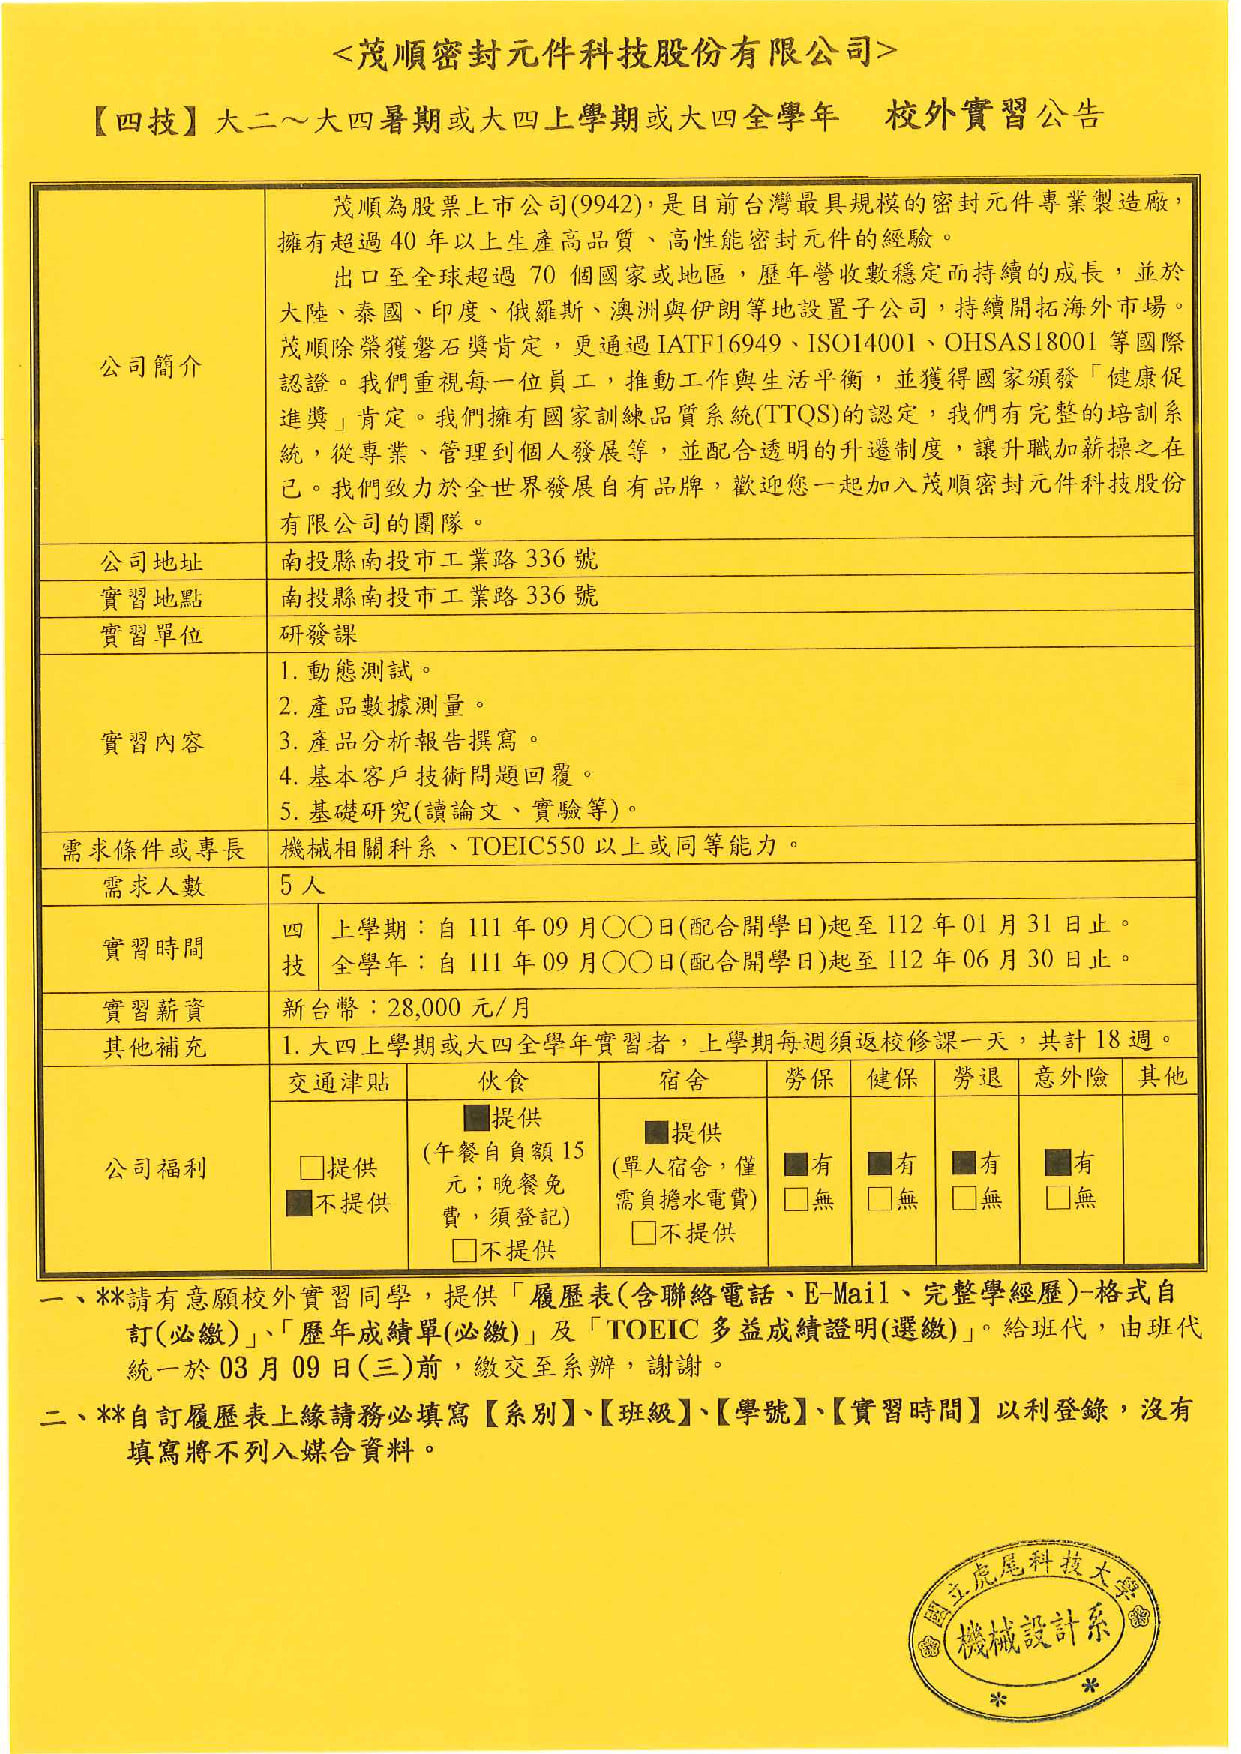 <茂順密封元件科技股份有限公司>
【四技】大二～大四暑期或大四上學期或大四全學年 校外實習公告
公司簡介
茂順為股票上市公司(9942)，是目前台灣最具規模的密封元件專業製造廠，
擁有超過 40 年以上生產高品質、高性能密封元件的經驗。
出口至全球超過 70 個國家或地區，歷年營收數穩定而持續的成長，並於
大陸、泰國、印度、俄羅斯、澳洲與伊朗等地設置子公司，持續開拓海外市場。
茂順除榮獲磐石獎肯定，更通過 IATF16949、ISO14001、OHSAS18001 等國際
認證。我們重視每一位員工，推動工作與生活平衡，並獲得國家頒發「健康促
進獎」肯定。我們擁有國家訓練品質系統(TTQS)的認定，我們有完整的培訓系
統，從專業、管理到個人發展等，並配合透明的升遷制度，讓升職加薪操之在
己。我們致力於全世界發展自有品牌，歡迎您一起加入茂順密封元件科技股份
有限公司的團隊。
公司地址 南投縣南投市工業路 336 號
實習地點 南投縣南投市工業路 336 號
實習單位 研發課
實習內容
1. 動態測試。
2. 產品數據測量。
3. 產品分析報告撰寫。
4. 基本客戶技術問題回覆。
5. 基礎研究(讀論文、實驗等)。
需求條件或專長 機械相關科系、TOEIC550 以上或同等能力。
需求人數 5 人
實習時間
四技
上學期：自 111 年 09 月○○日(配合開學日)起至 112 年 01 月 31 日止。
全學年：自 111 年 09 月○○日(配合開學日)起至 112 年 06 月 30 日止。
實習薪資 新台幣：28,000 元/月
其他補充 1. 大四上學期或大四全學年實習者，上學期每週須返校修課一天，共計 18 週。
公司福利
交通津貼 伙食 宿舍 勞保 健保 勞退 意外險 其他
□提供
■不提供
■提供
(午餐自負額 15
元；晚餐免
費，須登記)
□不提供
■提供
(單人宿舍，僅
需負擔水電費)
□不提供
■有
□無
■有
□無
■有
□無
■有
□無
一、**請有意願校外實習同學，提供「履歷表(含聯絡電話、E-Mail、完整學經歷)-格式自
訂(必繳)」、「歷年成績單(必繳)」及「TOEIC 多益成績證明(選繳)」。給班代，由班代
統一於 03 月 09 日(三)前，繳交至系辦，謝謝。
二、**自訂履歷表上緣請務必填寫【系別】、【班級】、【學號】、【實習時間】以利登錄，沒有
填寫將不列入媒合資料。
國立虎尾科技大學
機械設計系